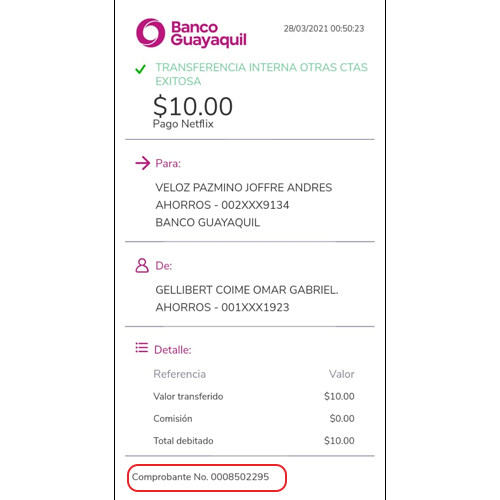 Banco
Guayaquil
28/03/2021 00:50:23
TRANSFERENCIA INTERNA OTRAS CTAS
EXITOSA
$10.00
Pago Netflix
Para:
VELOZ PAZMINO JOFFRE ANDRES
AHORROS - 002XXX9134
BANCO GUAYAQUIL
De:
GELLIBERT COIME OMAR GABRIEL.
AHORROS - 001XXX1923
Detalle:
Referencia Valor
Valor transferido $10.00
Comisión $0.00
Total debitado $10.00
Comprobante No. 0008502295